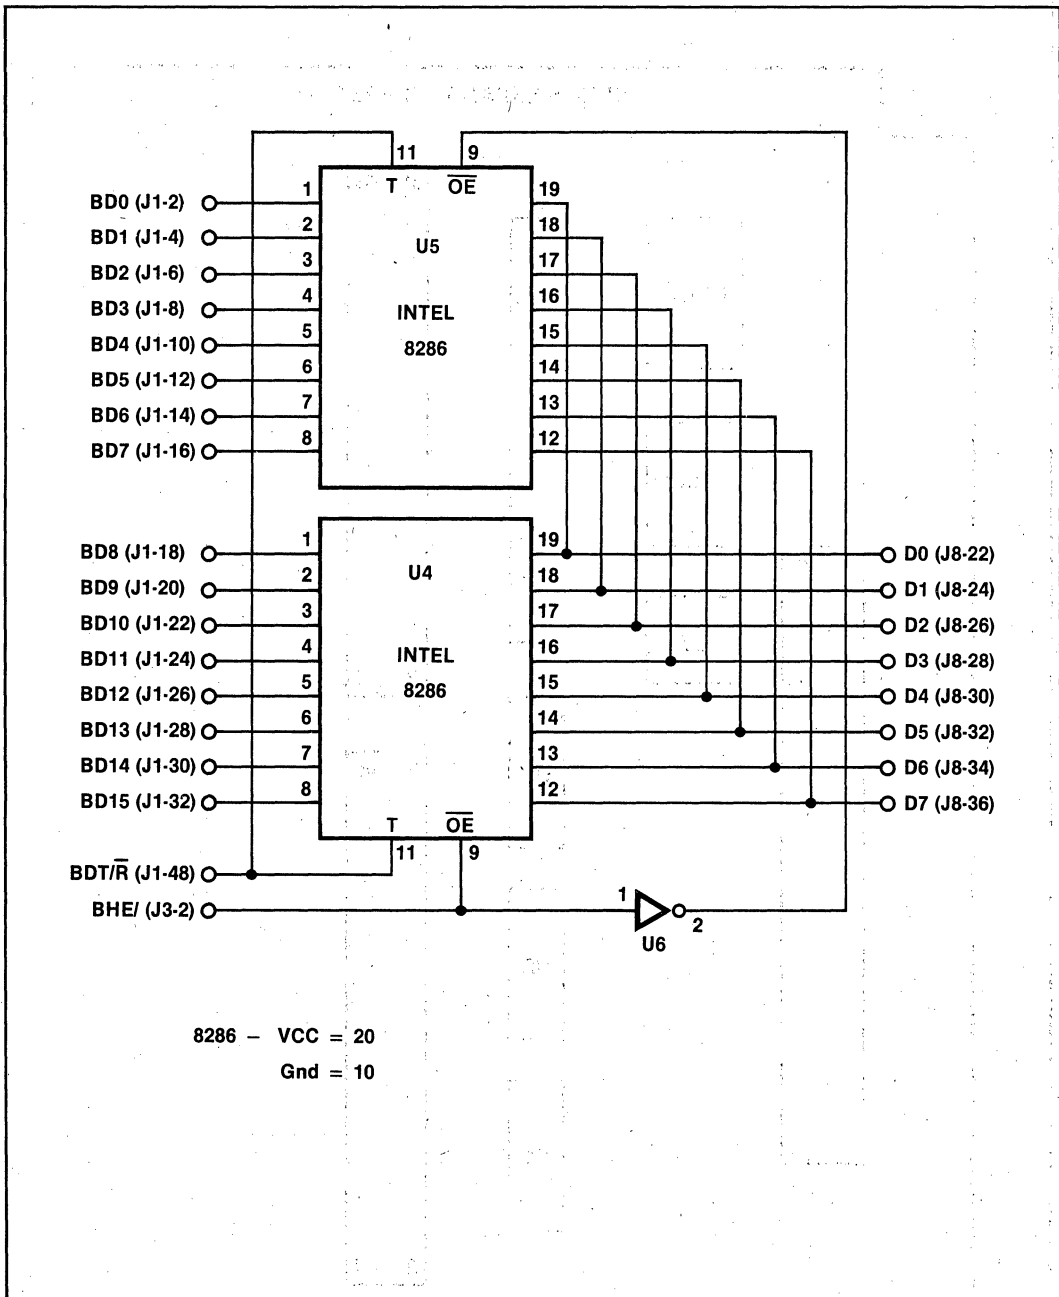 11 9
T OE
BD0 (J1-2) 1 19
BD1 (J1-4) 2 18
U5
BD2 (J1-6) 3 17
BD3 (J1-8) 4 16
INTEL
BD4 (J1-10) 5 15
8286
BD5 (J1-12) 6 14
BD6 (J1-14) 7 13
BD7 (J1-16) 8 12
BD8 (J1-18) 1 19 D0 (J8-22)
U4
BD9 (J1-20) 2 18 D1 (J8-24)
BD10 (J1-22) 3 17 D2 (J8-26)
BD11 (J1-24) 4 INTEL 16 D3 (J8-28)
BD12 (J1-26) 5 8286 15 D4 (J8-30)
BD13 (J1-28) 6 14 D5 (J8-32)
BD14 (J1-30) 7 13 D6 (J8-34)
BD15 (J1-32) 8 12 D7 (J8-36)
T OE
11 9
BDT/R̅ (J1-48)
BHE/ (J3-2) 1 2
U6
8286 – VCC = 20
Gnd = 10